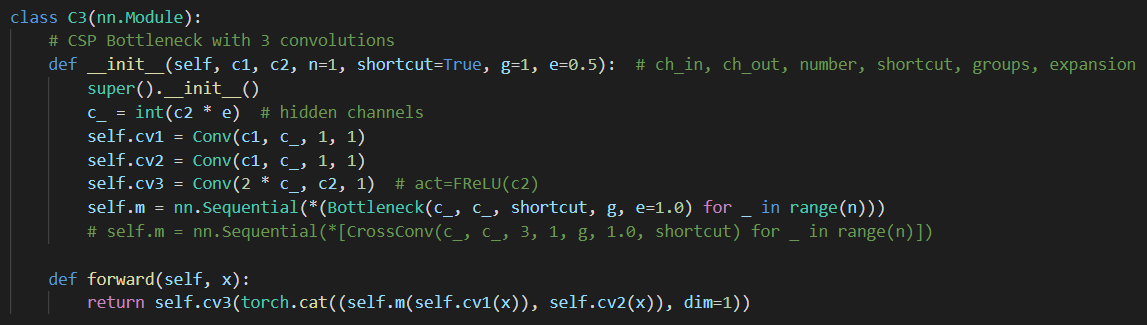 class C3(nn.Module):
    # CSP Bottleneck with 3 convolutions
    def __init__(self, c1, c2, n=1, shortcut=True, g=1, e=0.5):  # ch_in, ch_out, number, shortcut, groups, expansion
        super().__init__()
        c_ = int(c2 * e)  # hidden channels
        self.cv1 = Conv(c1, c_, 1, 1)
        self.cv2 = Conv(c1, c_, 1, 1)
        self.cv3 = Conv(2 * c_, c2, 1)  # act=FReLU(c2)
        self.m = nn.Sequential(*(Bottleneck(c_, c_, shortcut, g, e=1.0) for _ in range(n)))
        # self.m = nn.Sequential(*[CrossConv(c_, c_, 3, 1, g, 1.0, shortcut) for _ in range(n)])

    def forward(self, x):
        return self.cv3(torch.cat((self.m(self.cv1(x)), self.cv2(x)), dim=1))